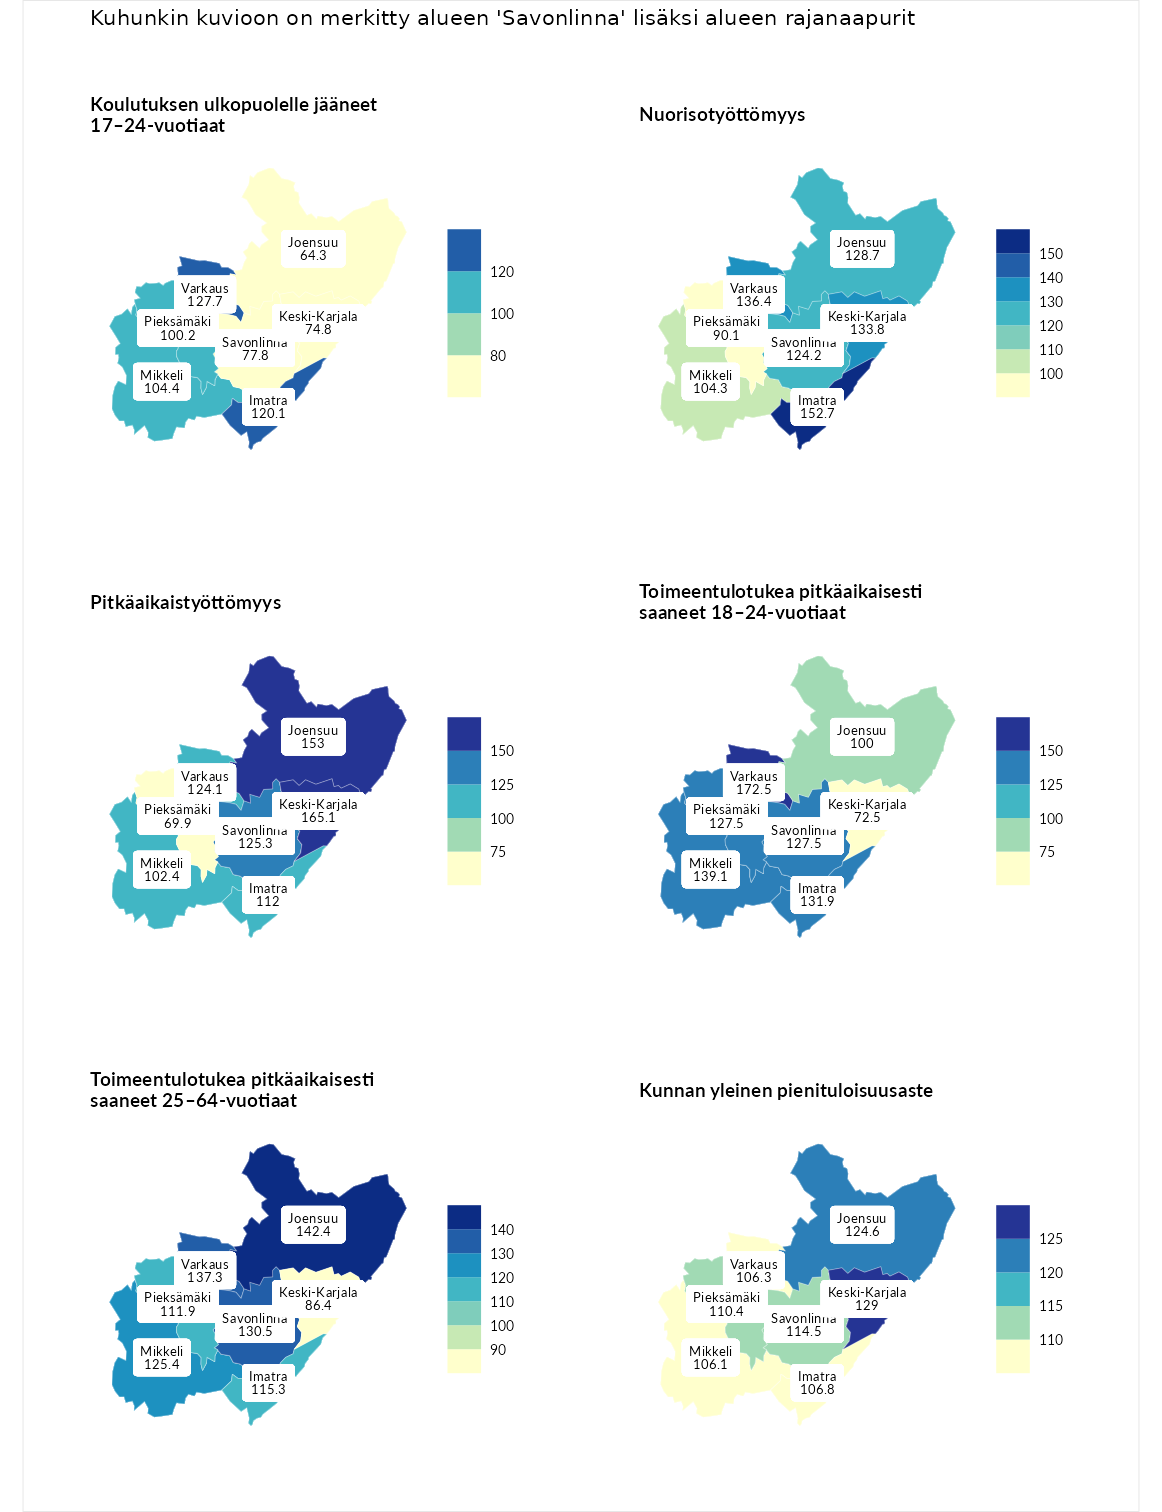 Kuhunkin kuvioon on merkitty alueen 'Savonlinna' lisäksi alueen rajanaapurit
Koulutuksen ulkopuolelle jääneet
17–24-vuotiaat
Joensuu
64.3
Varkaus
127.7
Keski-Karjala
74.8
Pieksämäki
100.2
Savonlinna
77.8
Mikkeli
104.4
Imatra
120.1
120
100
80
Nuorisotyöttömyys
Joensuu
128.7
Varkaus
136.4
Keski-Karjala
133.8
Pieksämäki
90.1
Savonlinna
124.2
Mikkeli
104.3
Imatra
152.7
150
140
130
120
110
100
Pitkäaikaistyöttömyys
Joensuu
153
Varkaus
124.1
Keski-Karjala
165.1
Pieksämäki
69.9
Savonlinna
125.3
Mikkeli
102.4
Imatra
112
150
125
100
75
Toimeentulotukea pitkäaikaisesti
saaneet 18–24-vuotiaat
Joensuu
100
Varkaus
172.5
Keski-Karjala
72.5
Pieksämäki
127.5
Savonlinna
127.5
Mikkeli
139.1
Imatra
131.9
150
125
100
75
Toimeentulotukea pitkäaikaisesti
saaneet 25–64-vuotiaat
Joensuu
142.4
Varkaus
137.3
Keski-Karjala
86.4
Pieksämäki
111.9
Savonlinna
130.5
Mikkeli
125.4
Imatra
115.3
140
130
120
110
100
90
Kunnan yleinen pienituloisuusaste
Joensuu
124.6
Varkaus
106.3
Keski-Karjala
129
Pieksämäki
110.4
Savonlinna
114.5
Mikkeli
106.1
Imatra
106.8
125
120
115
110